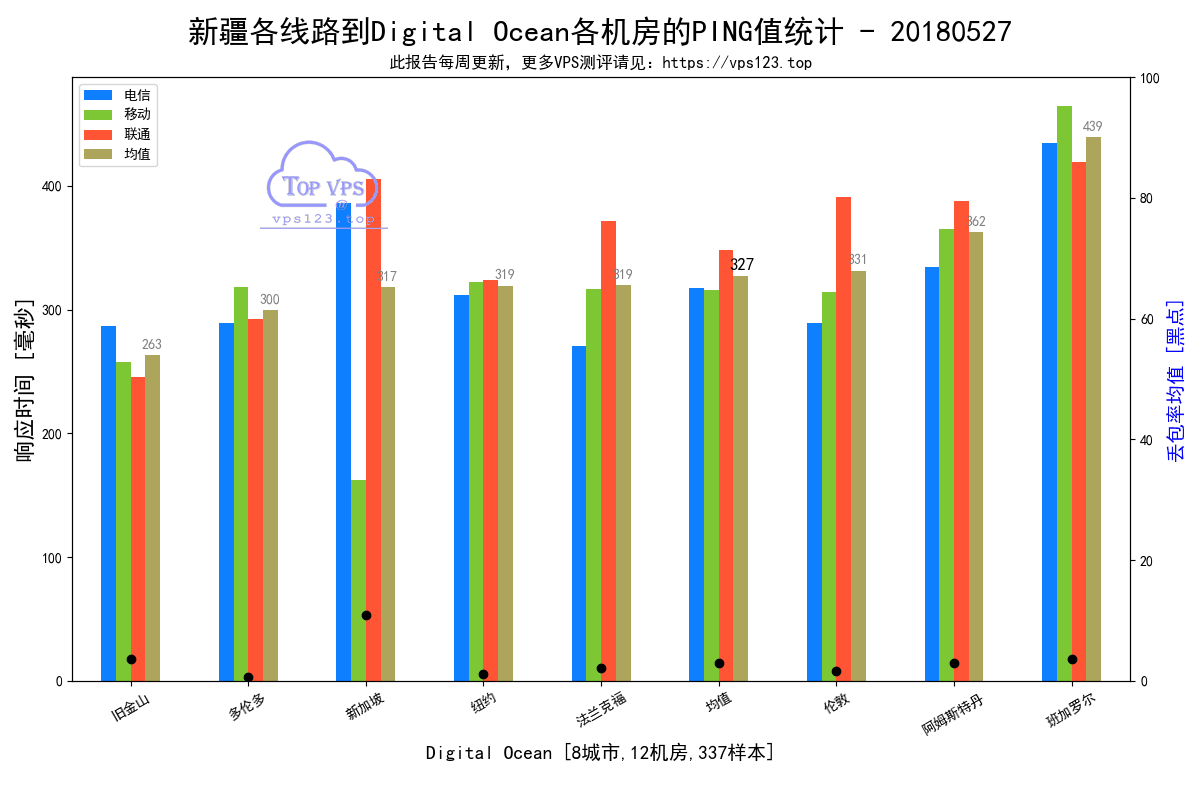 新疆各线路到Digital Ocean各机房的PING值统计 - 20180527
此报告每周更新，更多VPS测评请见：https://vps123.top
电信
移动
联通
均值
TOP VPS
vps123.top
响应时间 [毫秒]
丢包率均值 [黑点]
0
100
200
300
400
0
20
40
60
80
100
263
300
317
319
319
327
331
362
439
旧金山
多伦多
新加坡
纽约
法兰克福
均值
伦敦
阿姆斯特丹
班加罗尔
Digital Ocean [8城市,12机房,337样本]